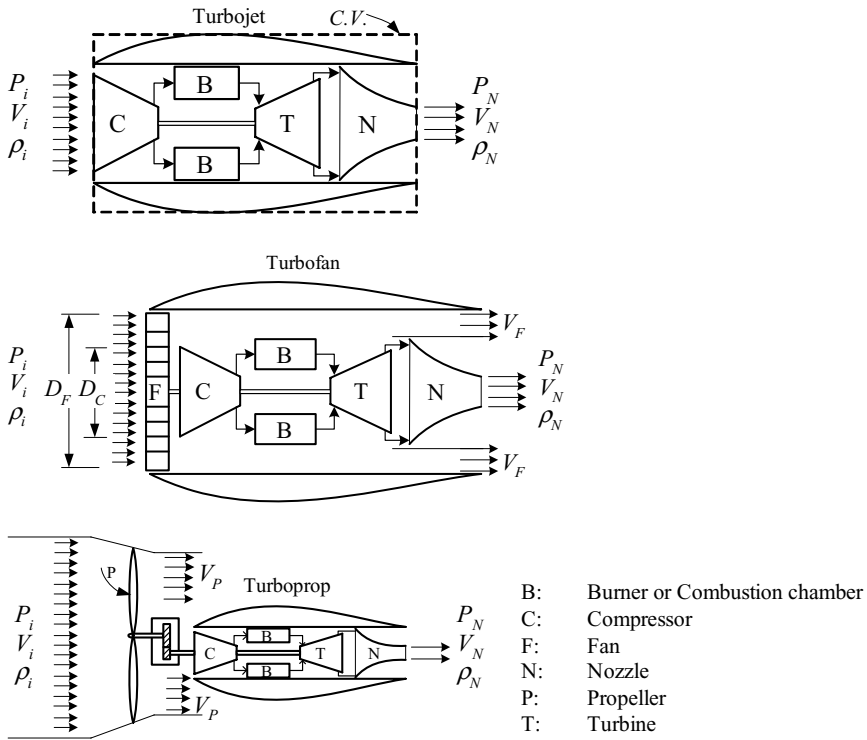 Turbojet
C.V.
P_i
V_i
ρ_i
B
C
T
N
B
P_N
V_N
ρ_N
Turbofan
P_i
V_i
ρ_i
D_F
D_C
F
C
B
B
T
N
V_F
P_N
V_N
ρ_N
V_F
Turboprop
P
V_P
P_i
V_i
ρ_i
V_P
C
B
B
T
N
P_N
V_N
ρ_N
B: Burner or Combustion chamber
C: Compressor
F: Fan
N: Nozzle
P: Propeller
T: Turbine